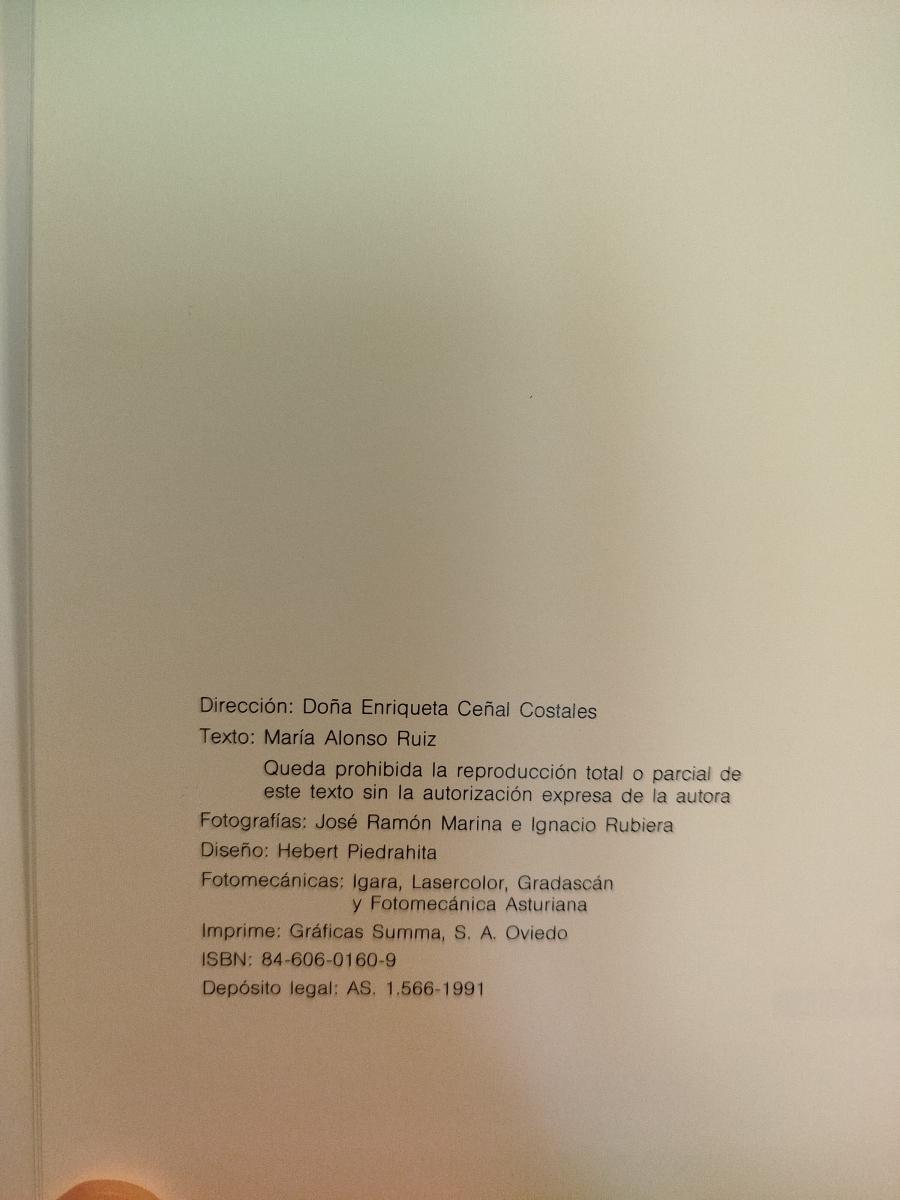 Dirección: Doña Enriqueta Ceñal Costales
Texto: María Alonso Ruiz
Queda prohibida la reproducción total o parcial de
este texto sin la autorización expresa de la autora
Fotografías: José Ramón Marina e Ignacio Rubiera
Diseño: Hebert Piedrahita
Fotomecánicas: Igara, Lasercolor, Gradascán
y Fotomecánica Asturiana
Imprime: Gráficas Summa, S. A. Oviedo
ISBN: 84-606-0160-9
Depósito legal: AS. 1.566-1991